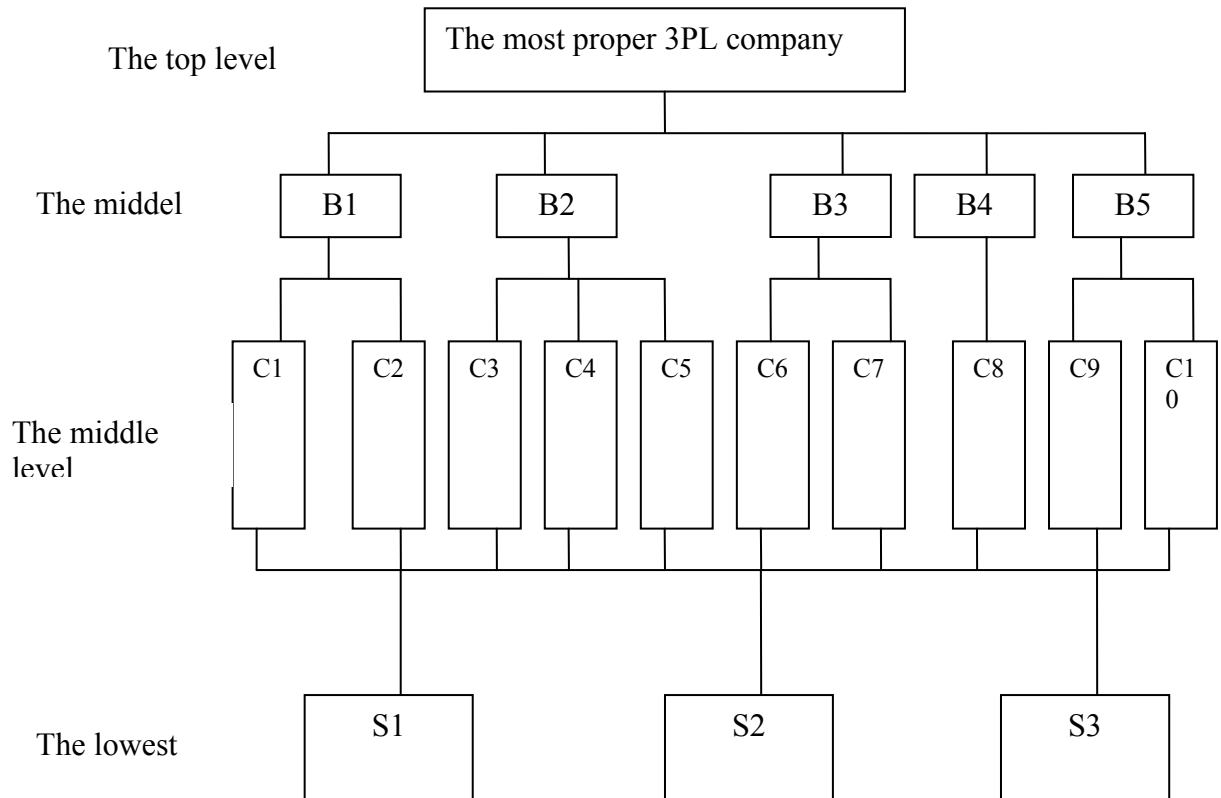 The most proper 3PL company
The top level
The middel
B1
B2
B3
B4
B5
C1
C2
C3
C4
C5
C6
C7
C8
C9
C1
0
The middle
level
S1
S2
S3
The lowest